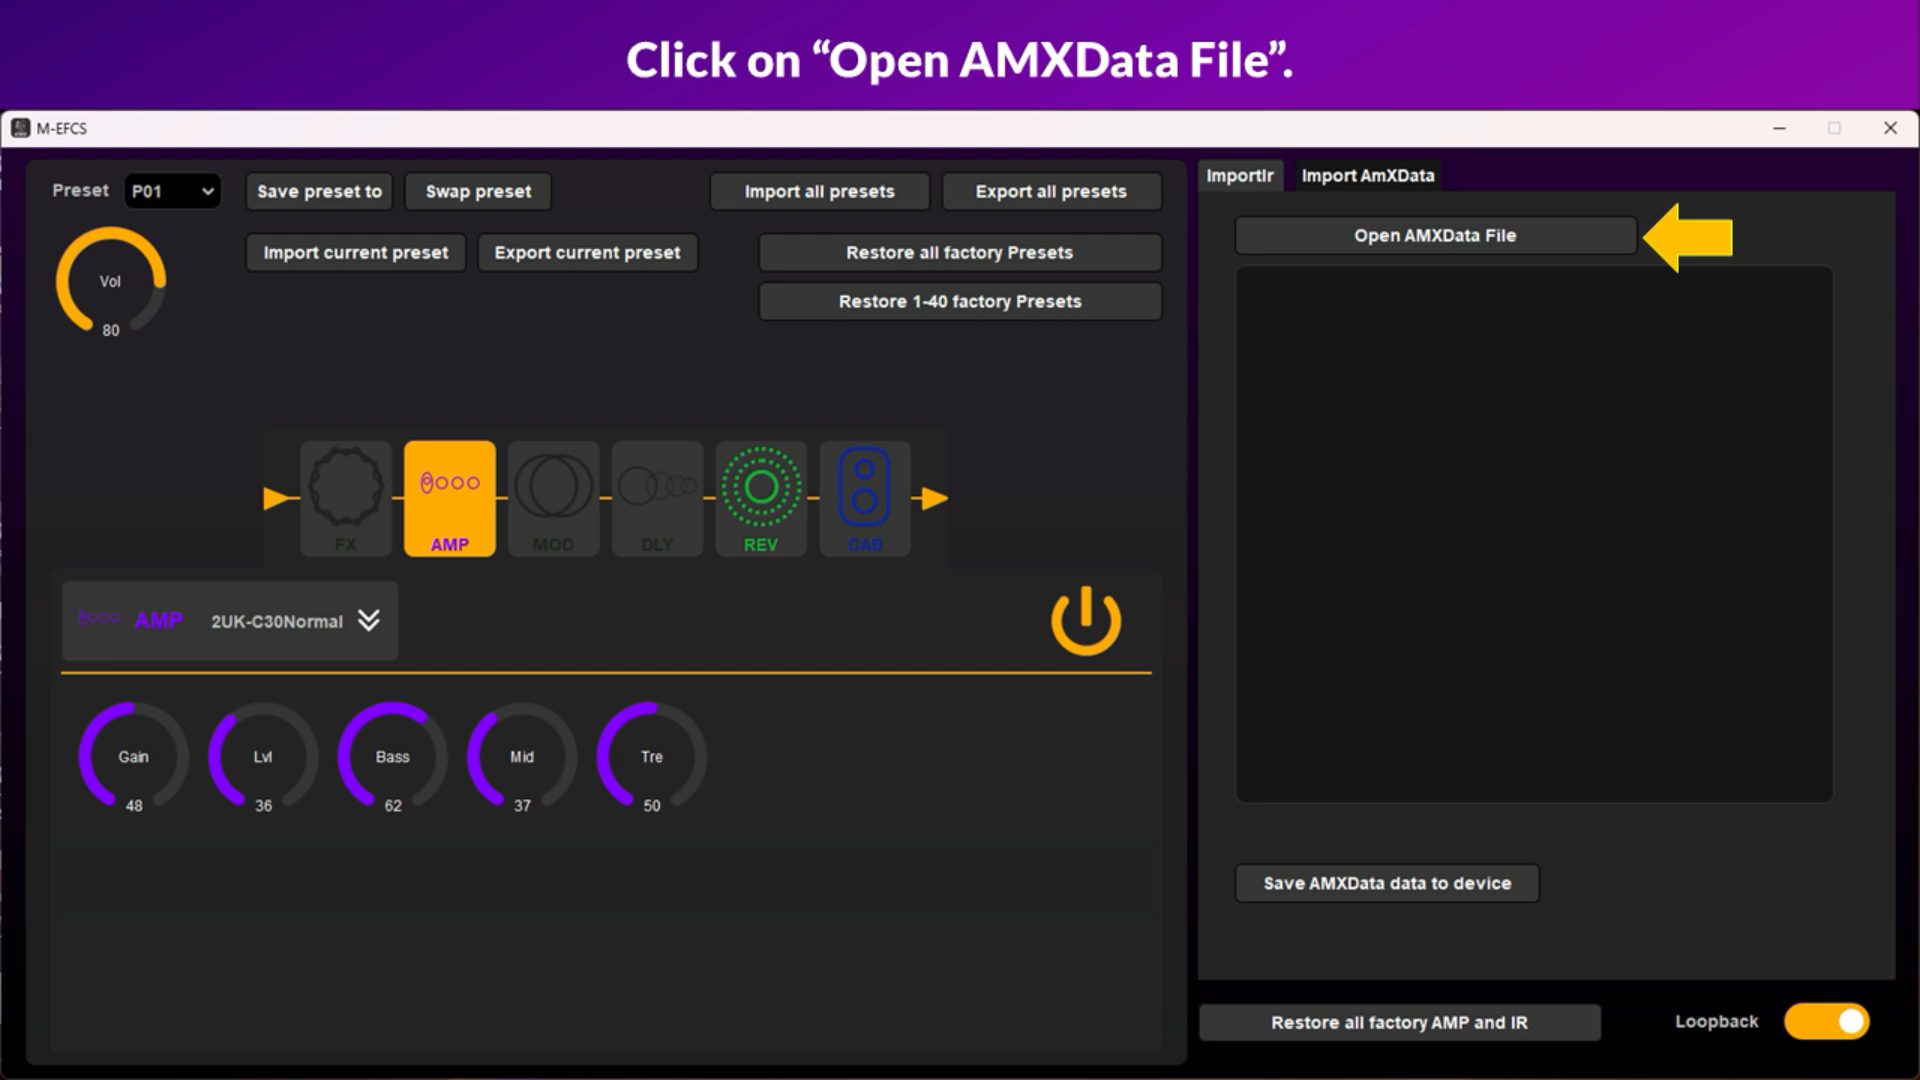 Click on “Open AMXData File”.
M-EFCS
Preset P01 Save preset to Swap preset Import all presets Export all presets
Import current preset Export current preset Restore all factory Presets
Restore 1-40 factory Presets
Vol
80
FX AMP MOD DLY REV CAB
AMP 2UK-C30Normal
Gain Lvl Bass Mid Tre
48 36 62 37 50
ImportIr Import AmXData
Open AMXData File
Save AMXData data to device
Restore all factory AMP and IR Loopback